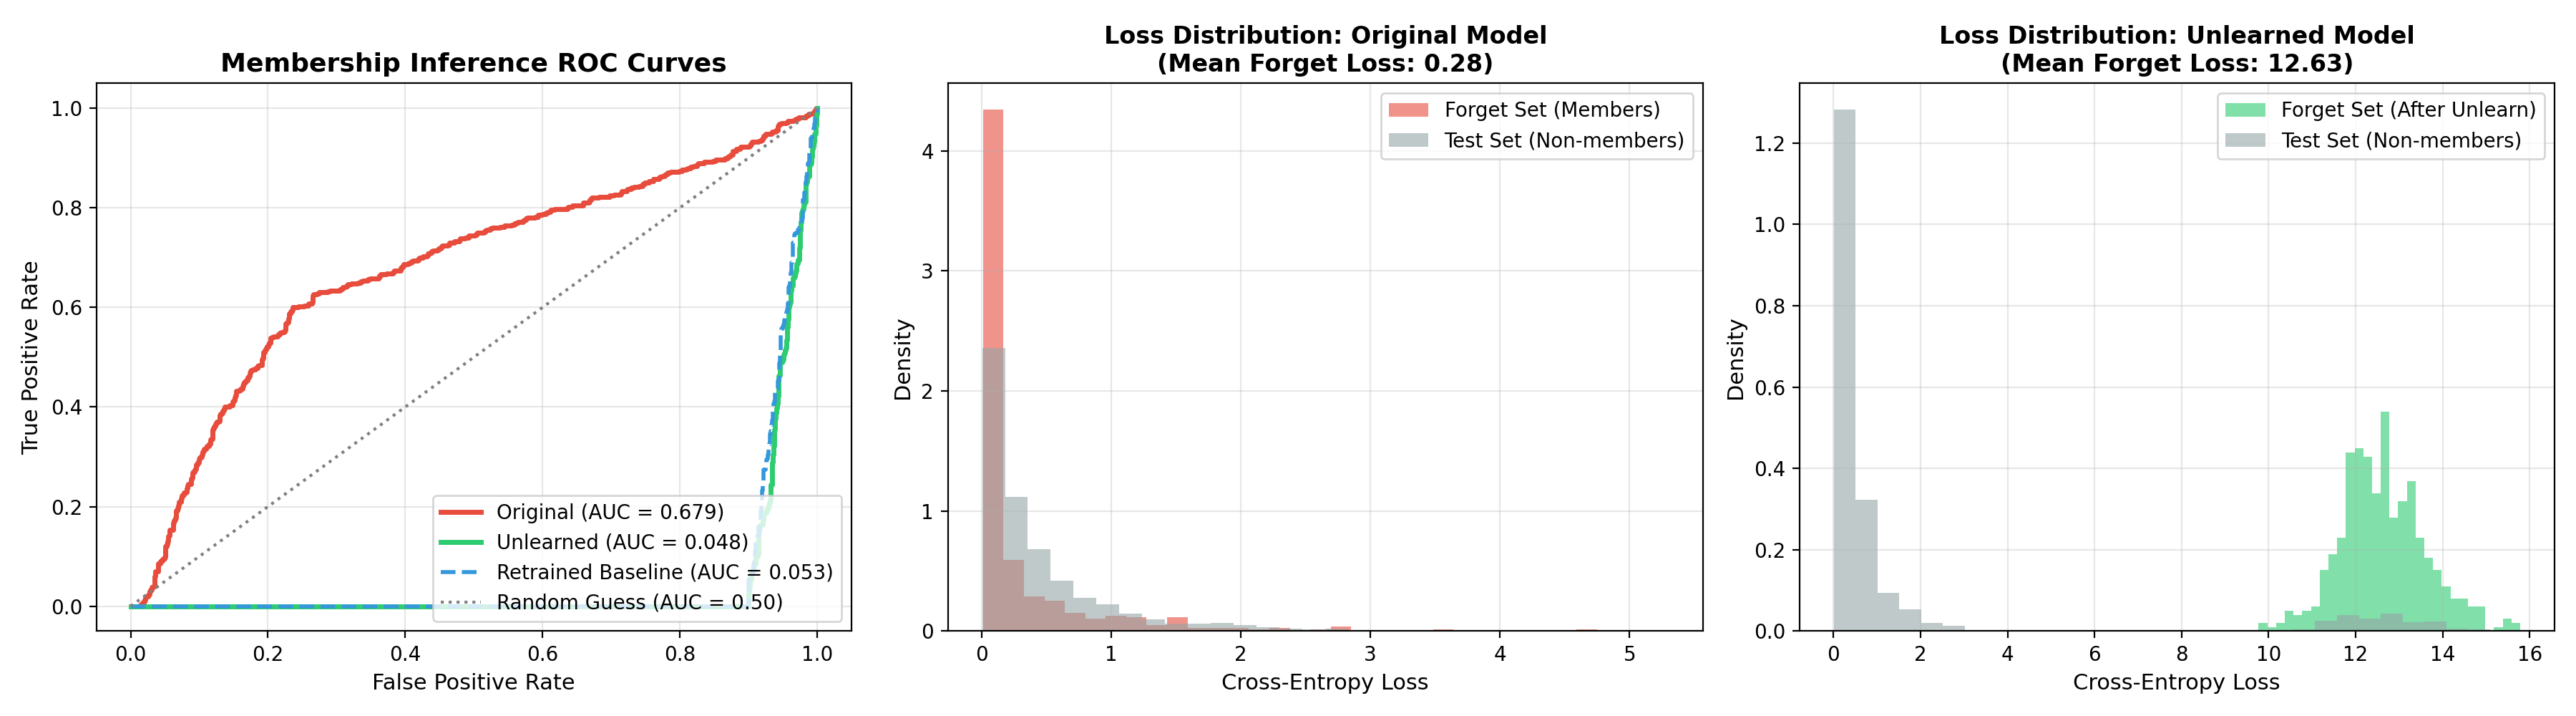 Membership Inference ROC Curves
True Positive Rate
1.0
0.8
0.6
0.4
0.2
0.0
Original (AUC = 0.679)
Unlearned (AUC = 0.048)
Retrained Baseline (AUC = 0.053)
Random Guess (AUC = 0.50)
0.0 0.2 0.4 0.6 0.8 1.0
False Positive Rate
Loss Distribution: Original Model
(Mean Forget Loss: 0.28)
Forget Set (Members)
Test Set (Non-members)
Density
4
3
2
1
0
0 1 2 3 4 5
Cross-Entropy Loss
Loss Distribution: Unlearned Model
(Mean Forget Loss: 12.63)
Forget Set (After Unlearn)
Test Set (Non-members)
Density
1.2
1.0
0.8
0.6
0.4
0.2
0.0
0 2 4 6 8 10 12 14 16
Cross-Entropy Loss